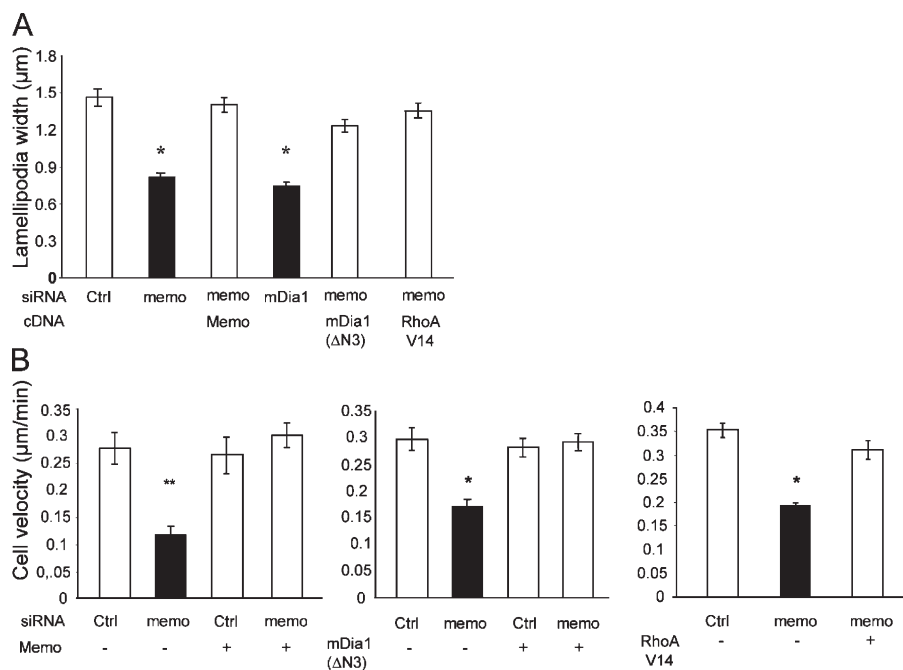 A
Lamellipodia width (µm)
1.8
1.5
1.2
0.9
0.6
0.3
0
* *
siRNA Ctrl memo memo mDia1 memo memo
cDNA Memo mDia1 RhoA
(ΔN3) V14
B
Cell velocity (µm/min)
0.35
0.3
0.25
0.2
0.15
0.1
0.05
0
**
siRNA Ctrl memo Ctrl memo
Memo - - + +
0.35
0.3
0.25
0.2
0.15
0.1
0.05
0
*
Ctrl memo Ctrl memo
mDia1 - - + +
(ΔN3)
0.4
0.35
0.3
0.25
0.2
0.15
0.1
0.05
0
*
Ctrl memo memo
RhoA - - +
V14